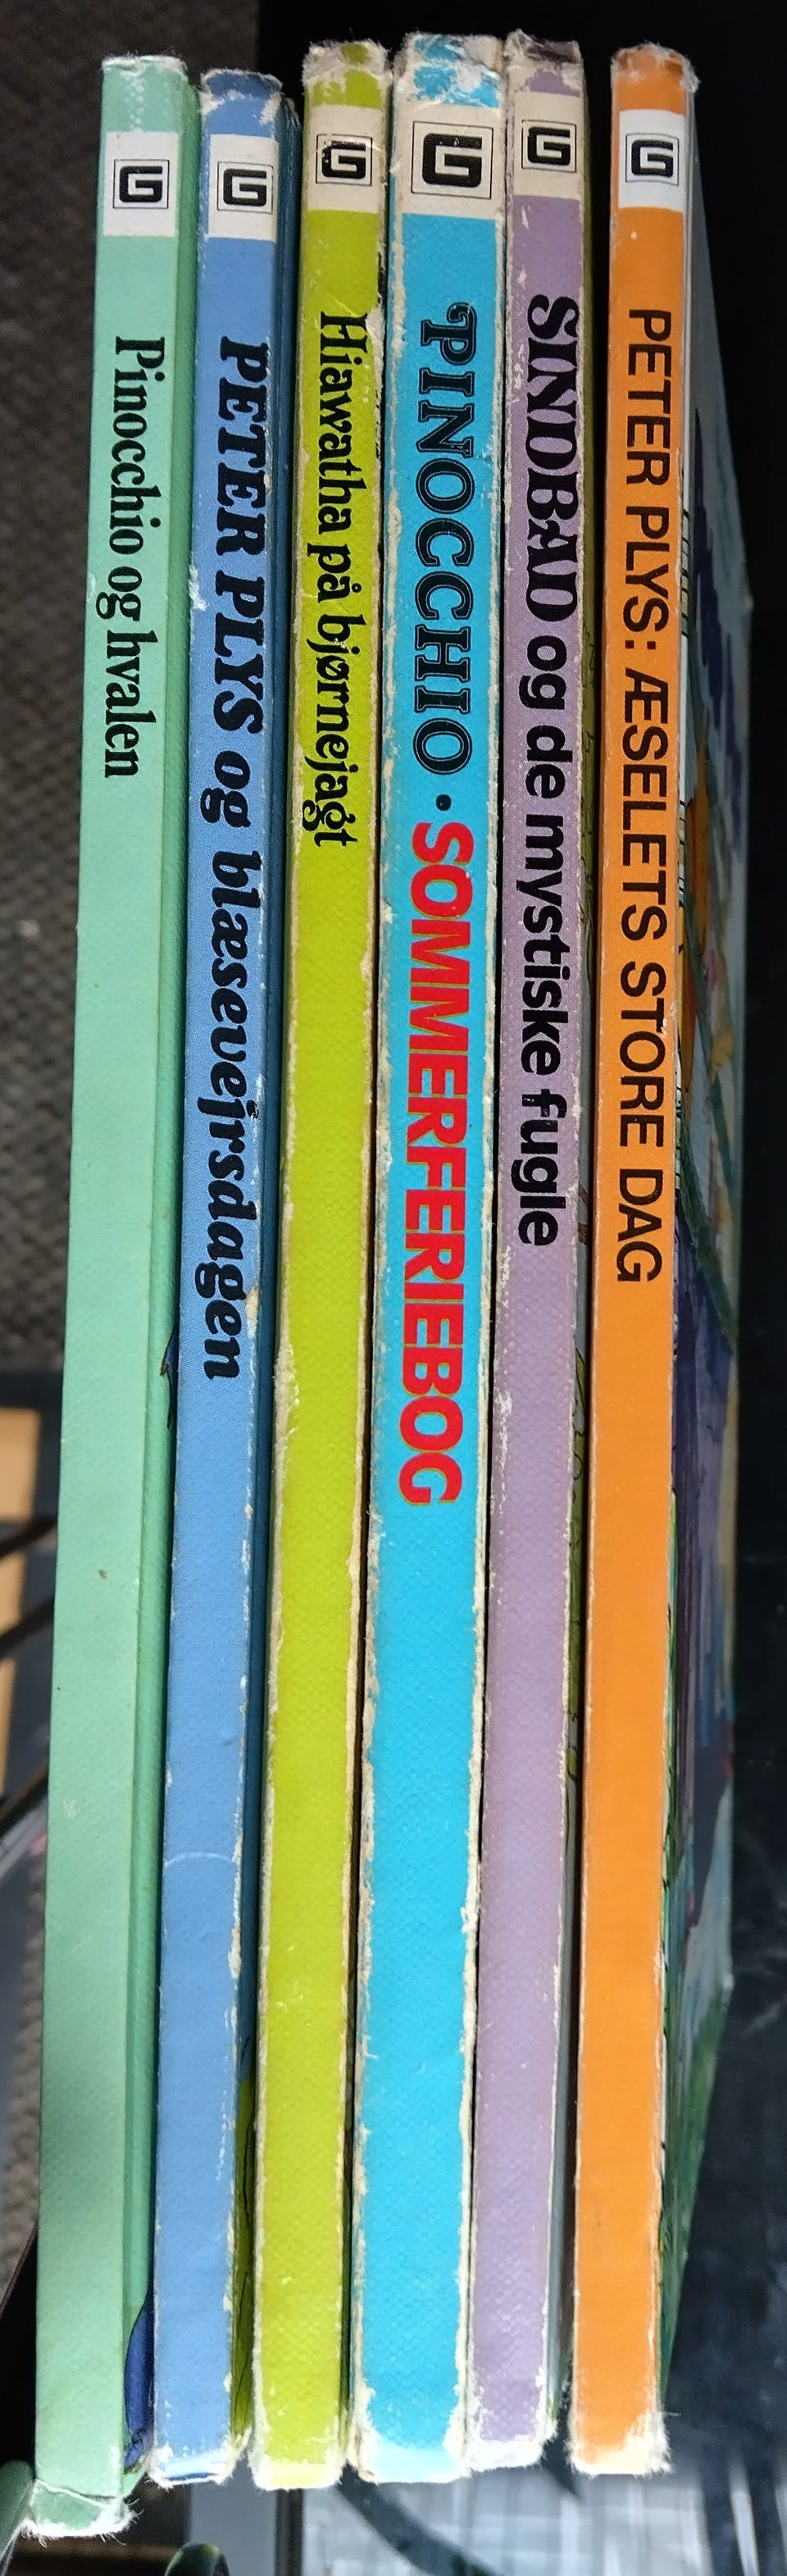 G
Pinocchio og hvalen
G
PETER PLYS og blæsevejrsdagen
G
Hiawatha på bjørnejagt
G
PINOCCHIO · SOMMERFERIEBOG
G
SINDBAD og de mystiske fugle
G
PETER PLYS: ÆSELETS STORE DAG